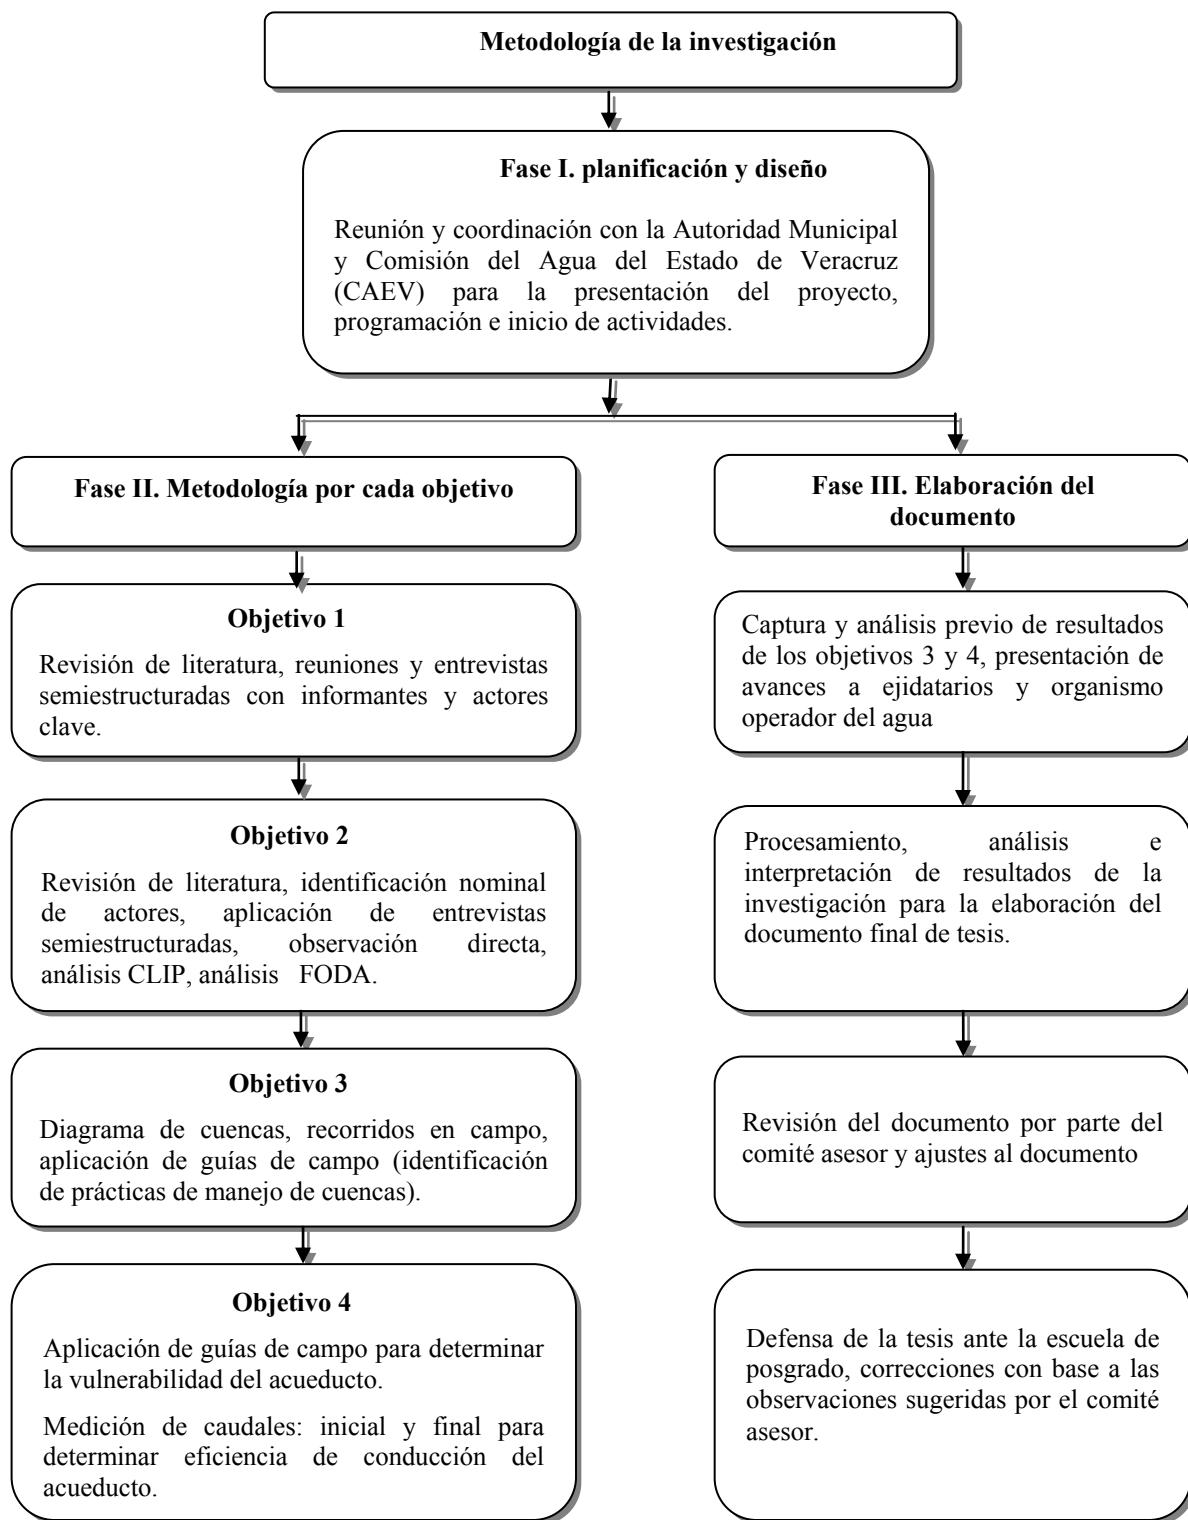 Metodología de la investigación
Fase I. planificación y diseño
Reunión y coordinación con la Autoridad Municipal
y Comisión del Agua del Estado de Veracruz
(CAEV) para la presentación del proyecto,
programación e inicio de actividades.
Fase II. Metodología por cada objetivo
Objetivo 1
Revisión de literatura, reuniones y entrevistas
semiestructuradas con informantes y actores
clave.
Objetivo 2
Revisión de literatura, identificación nominal
de actores, aplicación de entrevistas
semiestructuradas, observación directa,
análisis CLIP, análisis FODA.
Objetivo 3
Diagrama de cuencas, recorridos en campo,
aplicación de guías de campo (identificación
de prácticas de manejo de cuencas).
Objetivo 4
Aplicación de guías de campo para determinar
la vulnerabilidad del acueducto.
Medición de caudales: inicial y final para
determinar eficiencia de conducción del
acueducto.
Fase III. Elaboración del
documento
Captura y análisis previo de resultados
de los objetivos 3 y 4, presentación de
avances a ejidatarios y organismo
operador del agua
Procesamiento, análisis e
interpretación de resultados de la
investigación para la elaboración del
documento final de tesis.
Revisión del documento por parte del
comité asesor y ajustes al documento
Defensa de la tesis ante la escuela de
posgrado, correcciones con base a las
observaciones sugeridas por el comité
asesor.